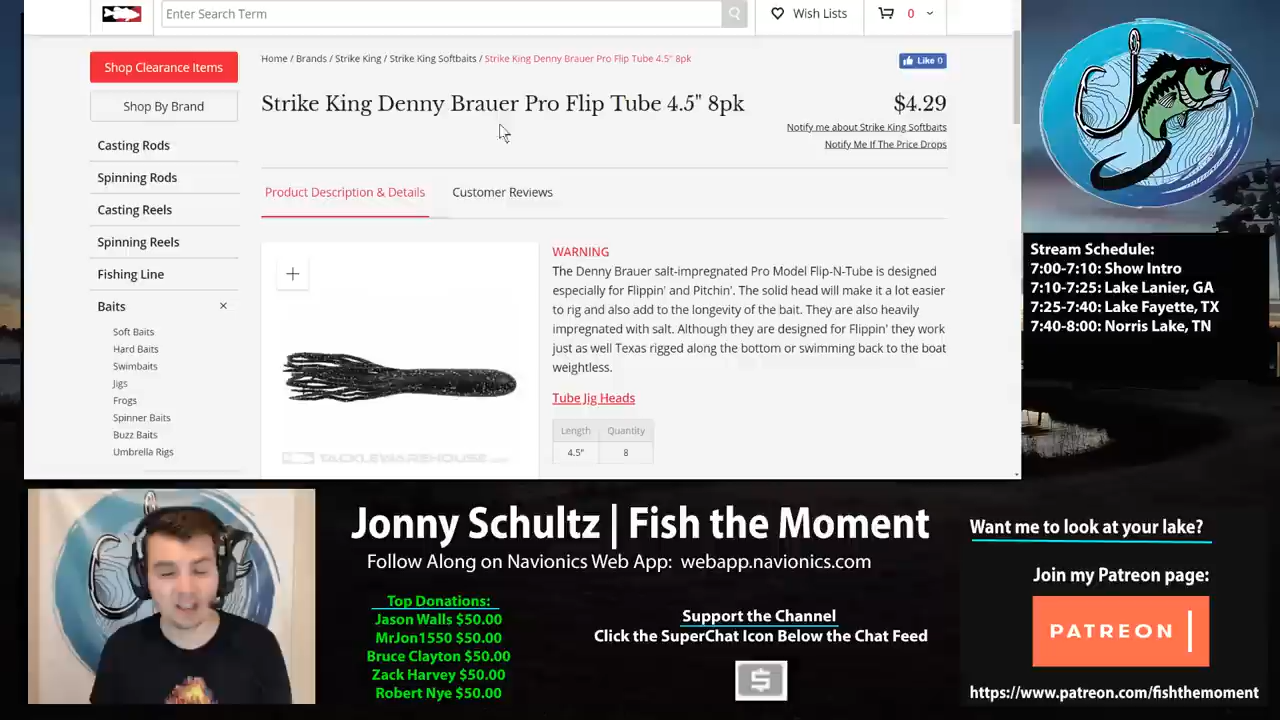 Enter Search Term
Wish Lists
0
Shop Clearance Items
Shop By Brand
Casting Rods
Spinning Rods
Casting Reels
Spinning Reels
Fishing Line
Baits
Soft Baits
Hard Baits
Swimbaits
Jigs
Frogs
Spinner Baits
Buzz Baits
Umbrella Rigs
Home / Brands / Strike King / Strike King Softbaits / Strike King Denny Brauer Pro Flip Tube 4.5" 8pk
Like 0
Strike King Denny Brauer Pro Flip Tube 4.5" 8pk
$4.29
Notify me about Strike King Softbaits
Notify Me If The Price Drops
Product Description & Details
Customer Reviews
WARNING
The Denny Brauer salt-impregnated Pro Model Flip-N-Tube is designed
especially for Flippin' and Pitchin'. The solid head will make it a lot easier
to rig and also add to the longevity of the bait. They are also heavily
impregnated with salt. Although they are designed for Flippin' they work
just as well Texas rigged along the bottom or swimming back to the boat
weightless.
Tube Jig Heads
Length Quantity
4.5" 8
TACKLEWAREHOUSE.com
Stream Schedule:
7:00-7:10: Show Intro
7:10-7:25: Lake Lanier, GA
7:25-7:40: Lake Fayette, TX
7:40-8:00: Norris Lake, TN
Jonny Schultz | Fish the Moment
Follow Along on Navionics Web App: webapp.navionics.com
Top Donations:
Jason Walls $50.00
MrJon1550 $50.00
Bruce Clayton $50.00
Zack Harvey $50.00
Robert Nye $50.00
Support the Channel
Click the SuperChat Icon Below the Chat Feed
$
Want me to look at your lake?
Join my Patreon page:
PATREON
https://www.patreon.com/fishthemoment